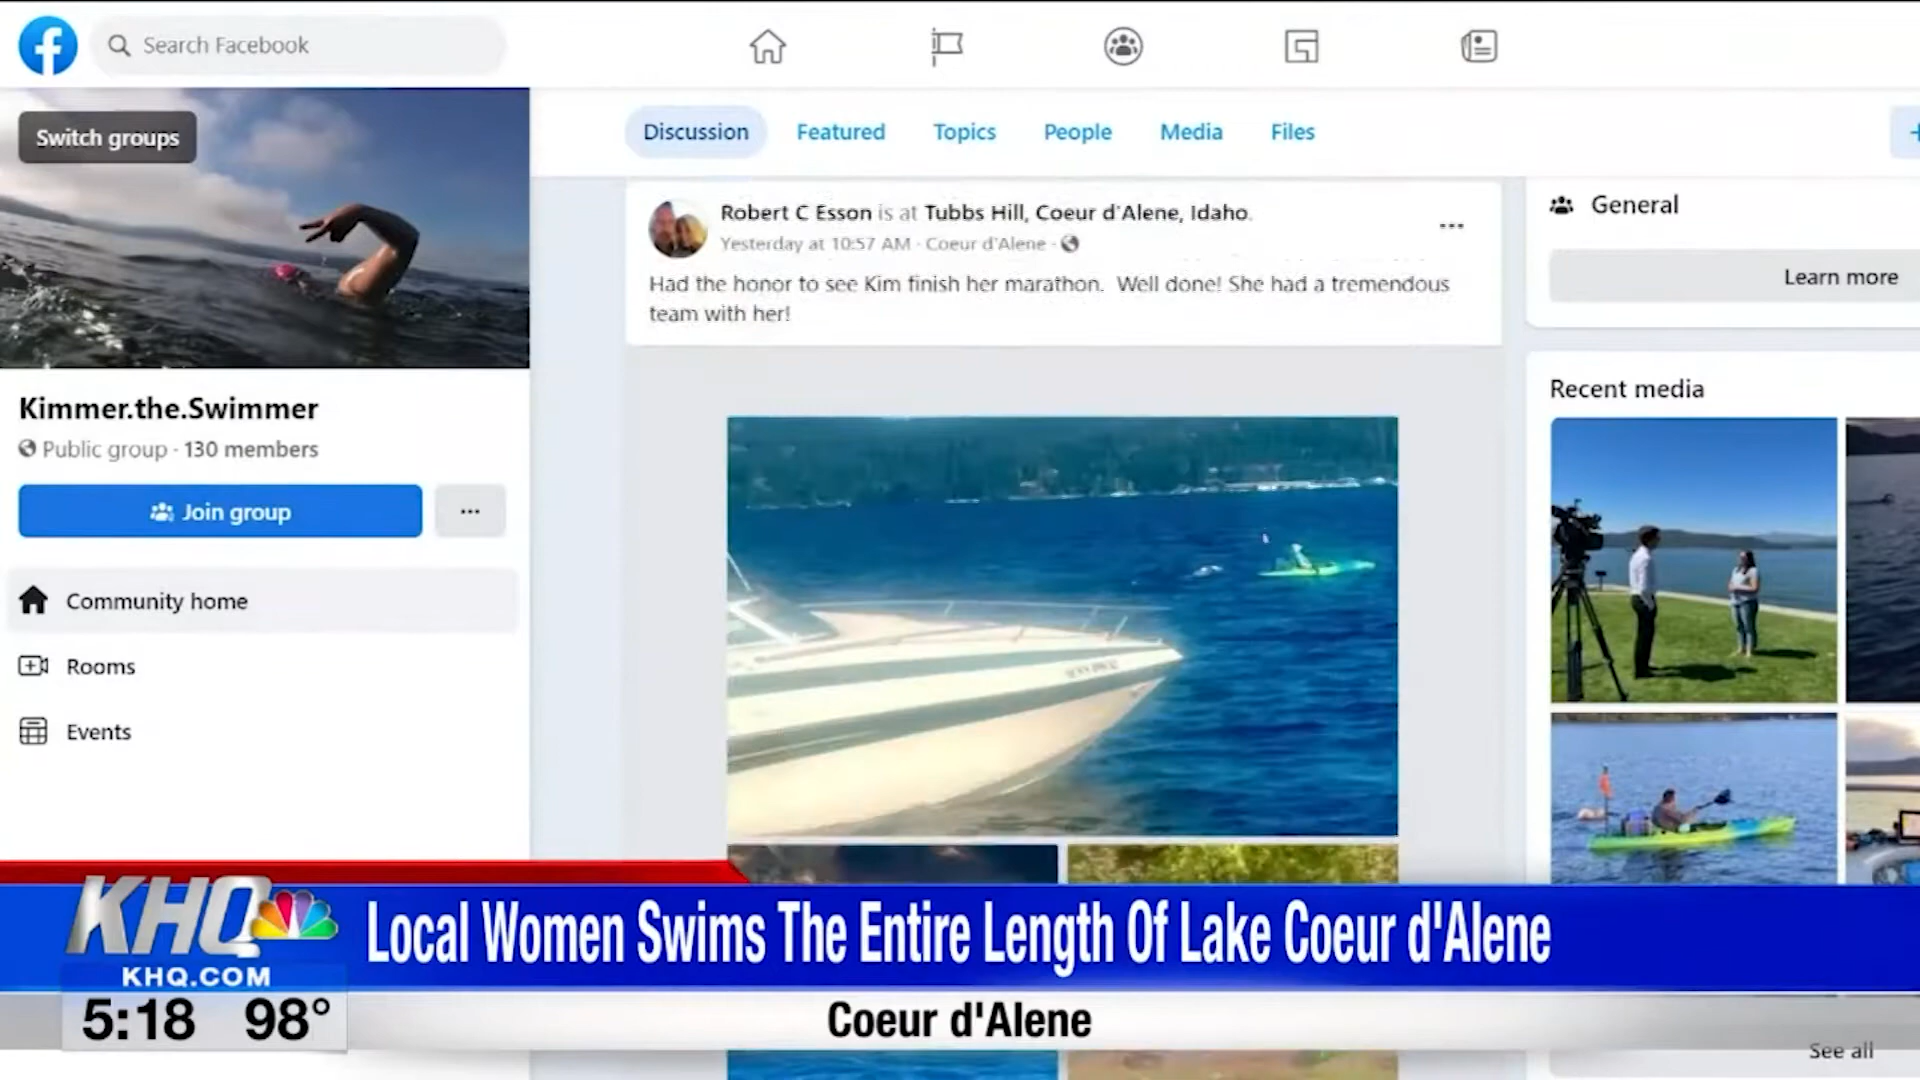 Search Facebook
Switch groups
Discussion
Featured
Topics
People
Media
Files
Robert C Esson is at Tubbs Hill, Coeur d'Alene, Idaho.
Yesterday at 10:57 AM · Coeur d'Alene ·
Had the honor to see Kim finish her marathon. Well done! She had a tremendous
team with her!
General
Learn more
Recent media
Kimmer.the.Swimmer
Public group · 130 members
Join group
Community home
Rooms
Events
KHQ
KHQ.COM
Local Women Swims The Entire Length Of Lake Coeur d'Alene
5:18 98°
Coeur d'Alene
See all